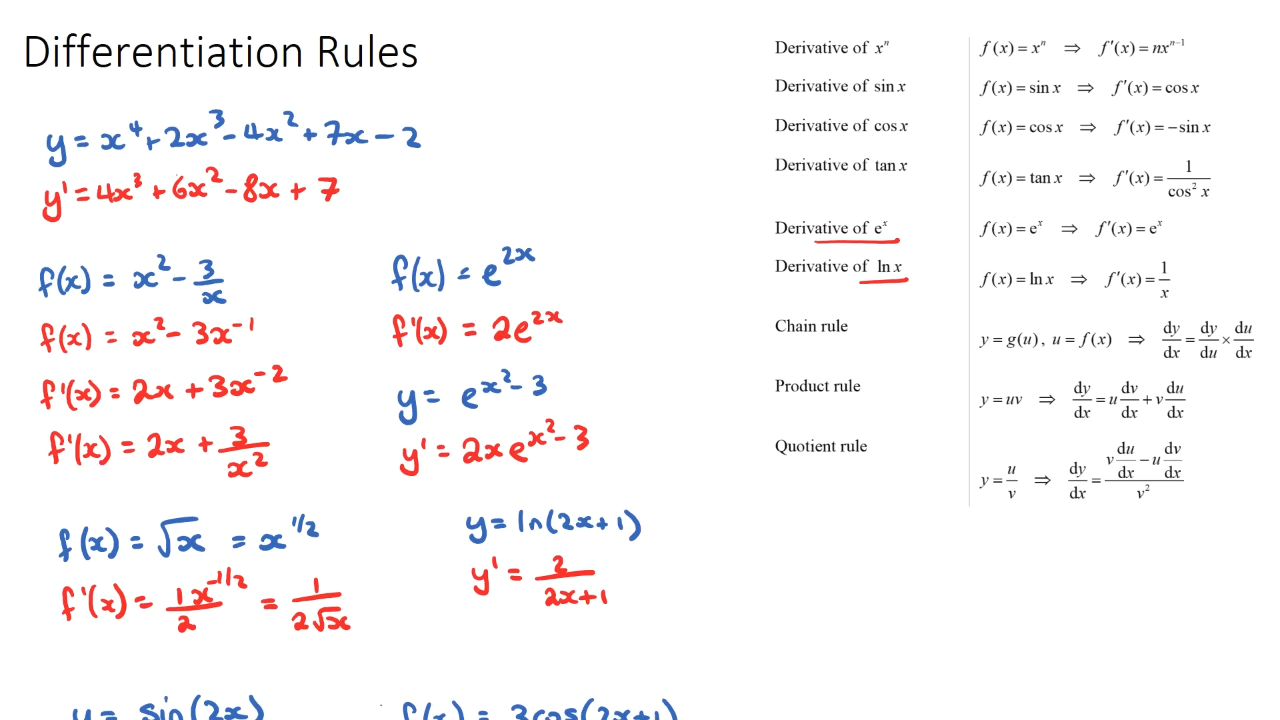 Differentiation Rules
y = x⁴ + 2x³ - 4x² + 7x - 2
y' = 4x³ + 6x² - 8x + 7
f(x) = x² - 3/x
f(x) = x² - 3x⁻¹
f'(x) = 2x + 3x⁻²
f'(x) = 2x + 3/x²
f(x) = e^(2x)
f'(x) = 2e^(2x)
y = e^(x² - 3)
y' = 2xe^(x² - 3)
f(x) = √x = x^(1/2)
f'(x) = 1x^(-1/2)/2 = 1/(2√x)
y = ln(2x+1)
y' = 2/(2x+1)
y = sin(2x)
f(x) = 3cos(2x+1)
Derivative of xⁿ f(x) = xⁿ ⇒ f′(x) = nxⁿ⁻¹
Derivative of sin x f(x) = sin x ⇒ f′(x) = cos x
Derivative of cos x f(x) = cos x ⇒ f′(x) = −sin x
Derivative of tan x f(x) = tan x ⇒ f′(x) = 1/cos² x
Derivative of eˣ f(x) = eˣ ⇒ f′(x) = eˣ
Derivative of ln x f(x) = ln x ⇒ f′(x) = 1/x
Chain rule y = g(u), u = f(x) ⇒ dy/dx = dy/du × du/dx
Product rule y = uv ⇒ dy/dx = u dv/dx + v du/dx
Quotient rule y = u/v ⇒ dy/dx = (v du/dx − u dv/dx)/v²